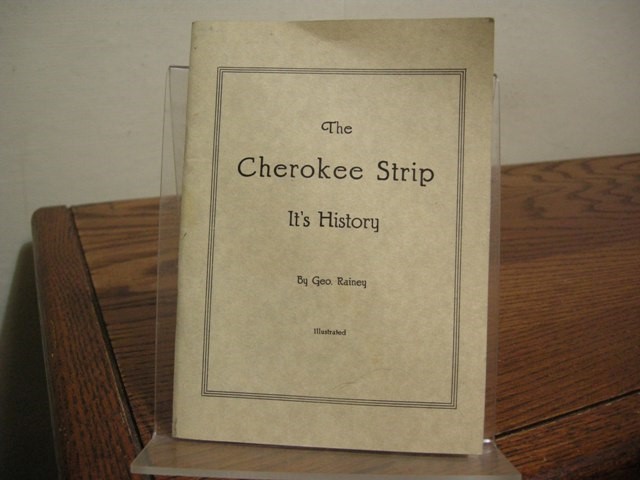 The
Cherokee Strip
It's History
By Geo. Rainey
Illustrated